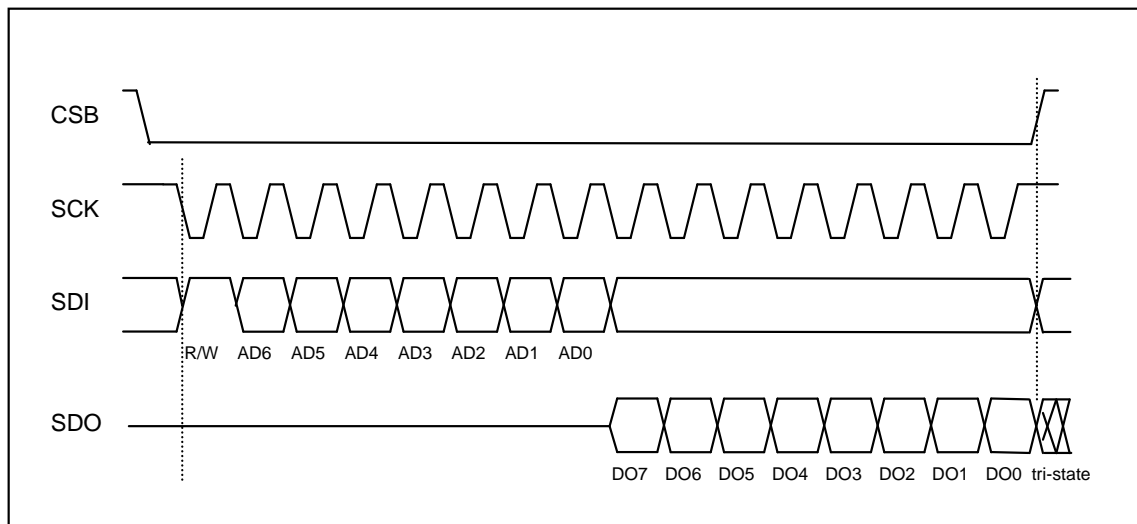 CSB
SCK
SDI
R/W AD6 AD5 AD4 AD3 AD2 AD1 AD0
SDO
DO7 DO6 DO5 DO4 DO3 DO2 DO1 DO0 tri-state